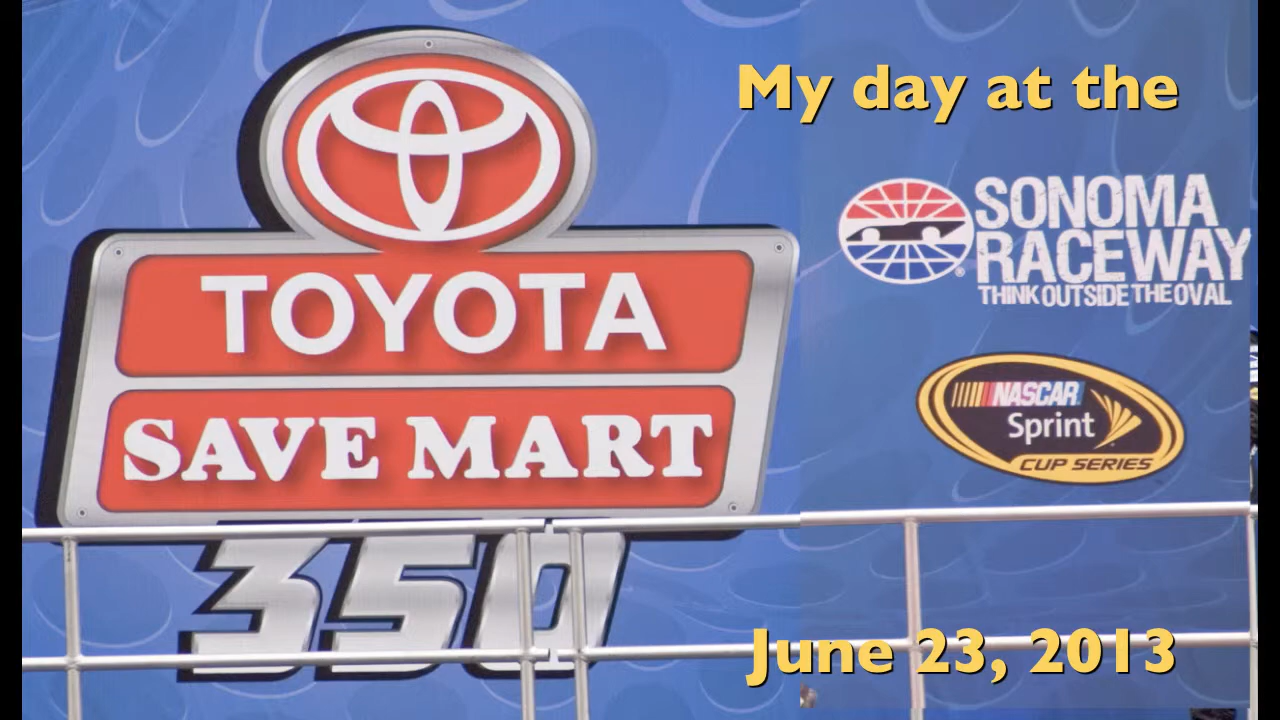 My day at the
TOYOTA
SAVE MART
350
SONOMA
RACEWAY
THINK OUTSIDE THE OVAL
NASCAR
Sprint
CUP SERIES
June 23, 2013